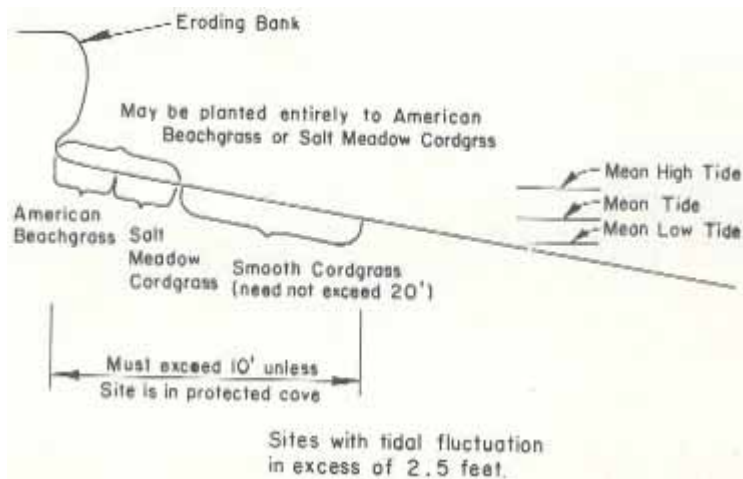 Eroding Bank
May be planted entirely to American
Beachgrass or Salt Meadow Cordgrss
Mean High Tide
Mean Tide
Mean Low Tide
American
Beachgrass
Salt
Meadow
Cordgrass
Smooth Cordgrass
(need not exceed 20')
Must exceed 10' unless
Site is in protected cove
Sites with tidal fluctuation
in excess of 2.5 feet.